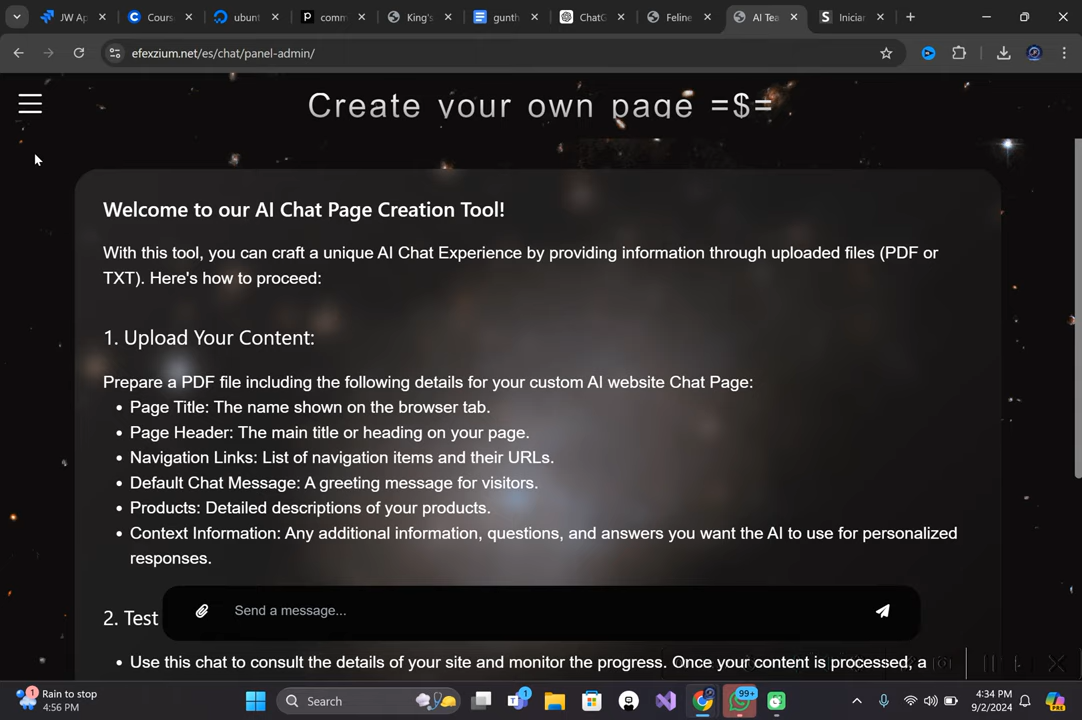 JW Ap
Cours
ubunt
comm
King's
gunth
ChatG
Feline
AI Tea
Iniciar
efexzium.net/es/chat/panel-admin/
Create your own page =$=
Welcome to our AI Chat Page Creation Tool!
With this tool, you can craft a unique AI Chat Experience by providing information through uploaded files (PDF or
TXT). Here's how to proceed:
1. Upload Your Content:
Prepare a PDF file including the following details for your custom AI website Chat Page:
• Page Title: The name shown on the browser tab.
• Page Header: The main title or heading on your page.
• Navigation Links: List of navigation items and their URLs.
• Default Chat Message: A greeting message for visitors.
• Products: Detailed descriptions of your products.
• Context Information: Any additional information, questions, and answers you want the AI to use for personalized
responses.
Send a message...
2. Test
• Use this chat to consult the details of your site and monitor the progress. Once your content is processed, a
1
Rain to stop
4:56 PM
Search
1
99+
4:34 PM
9/2/2024
PRE